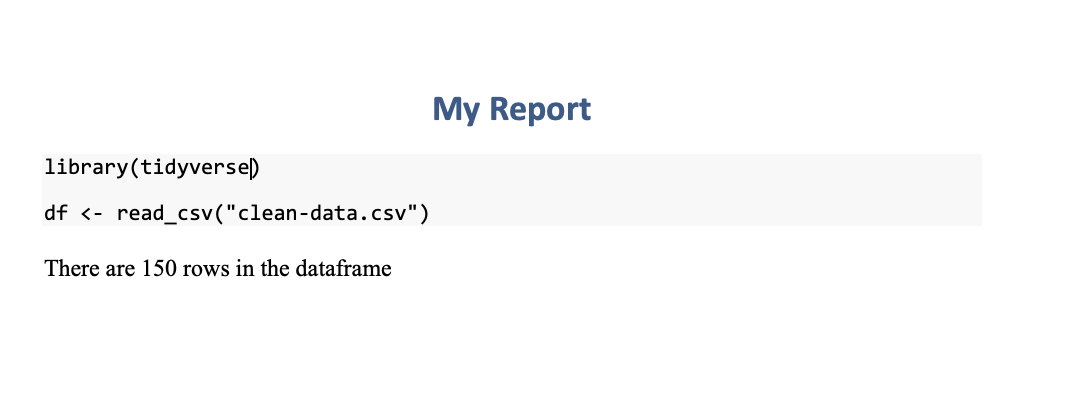 My Report
library(tidyverse)
df <- read_csv("clean-data.csv")
There are 150 rows in the dataframe